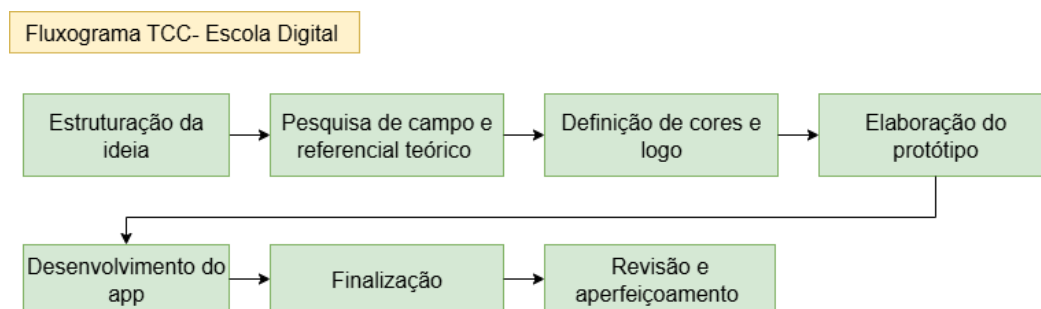 Fluxograma TCC- Escola Digital
Estruturação da
ideia
Pesquisa de campo e
referencial teórico
Definição de cores e
logo
Elaboração do
protótipo
Desenvolvimento do
app
Finalização
Revisão e
aperfeiçoamento